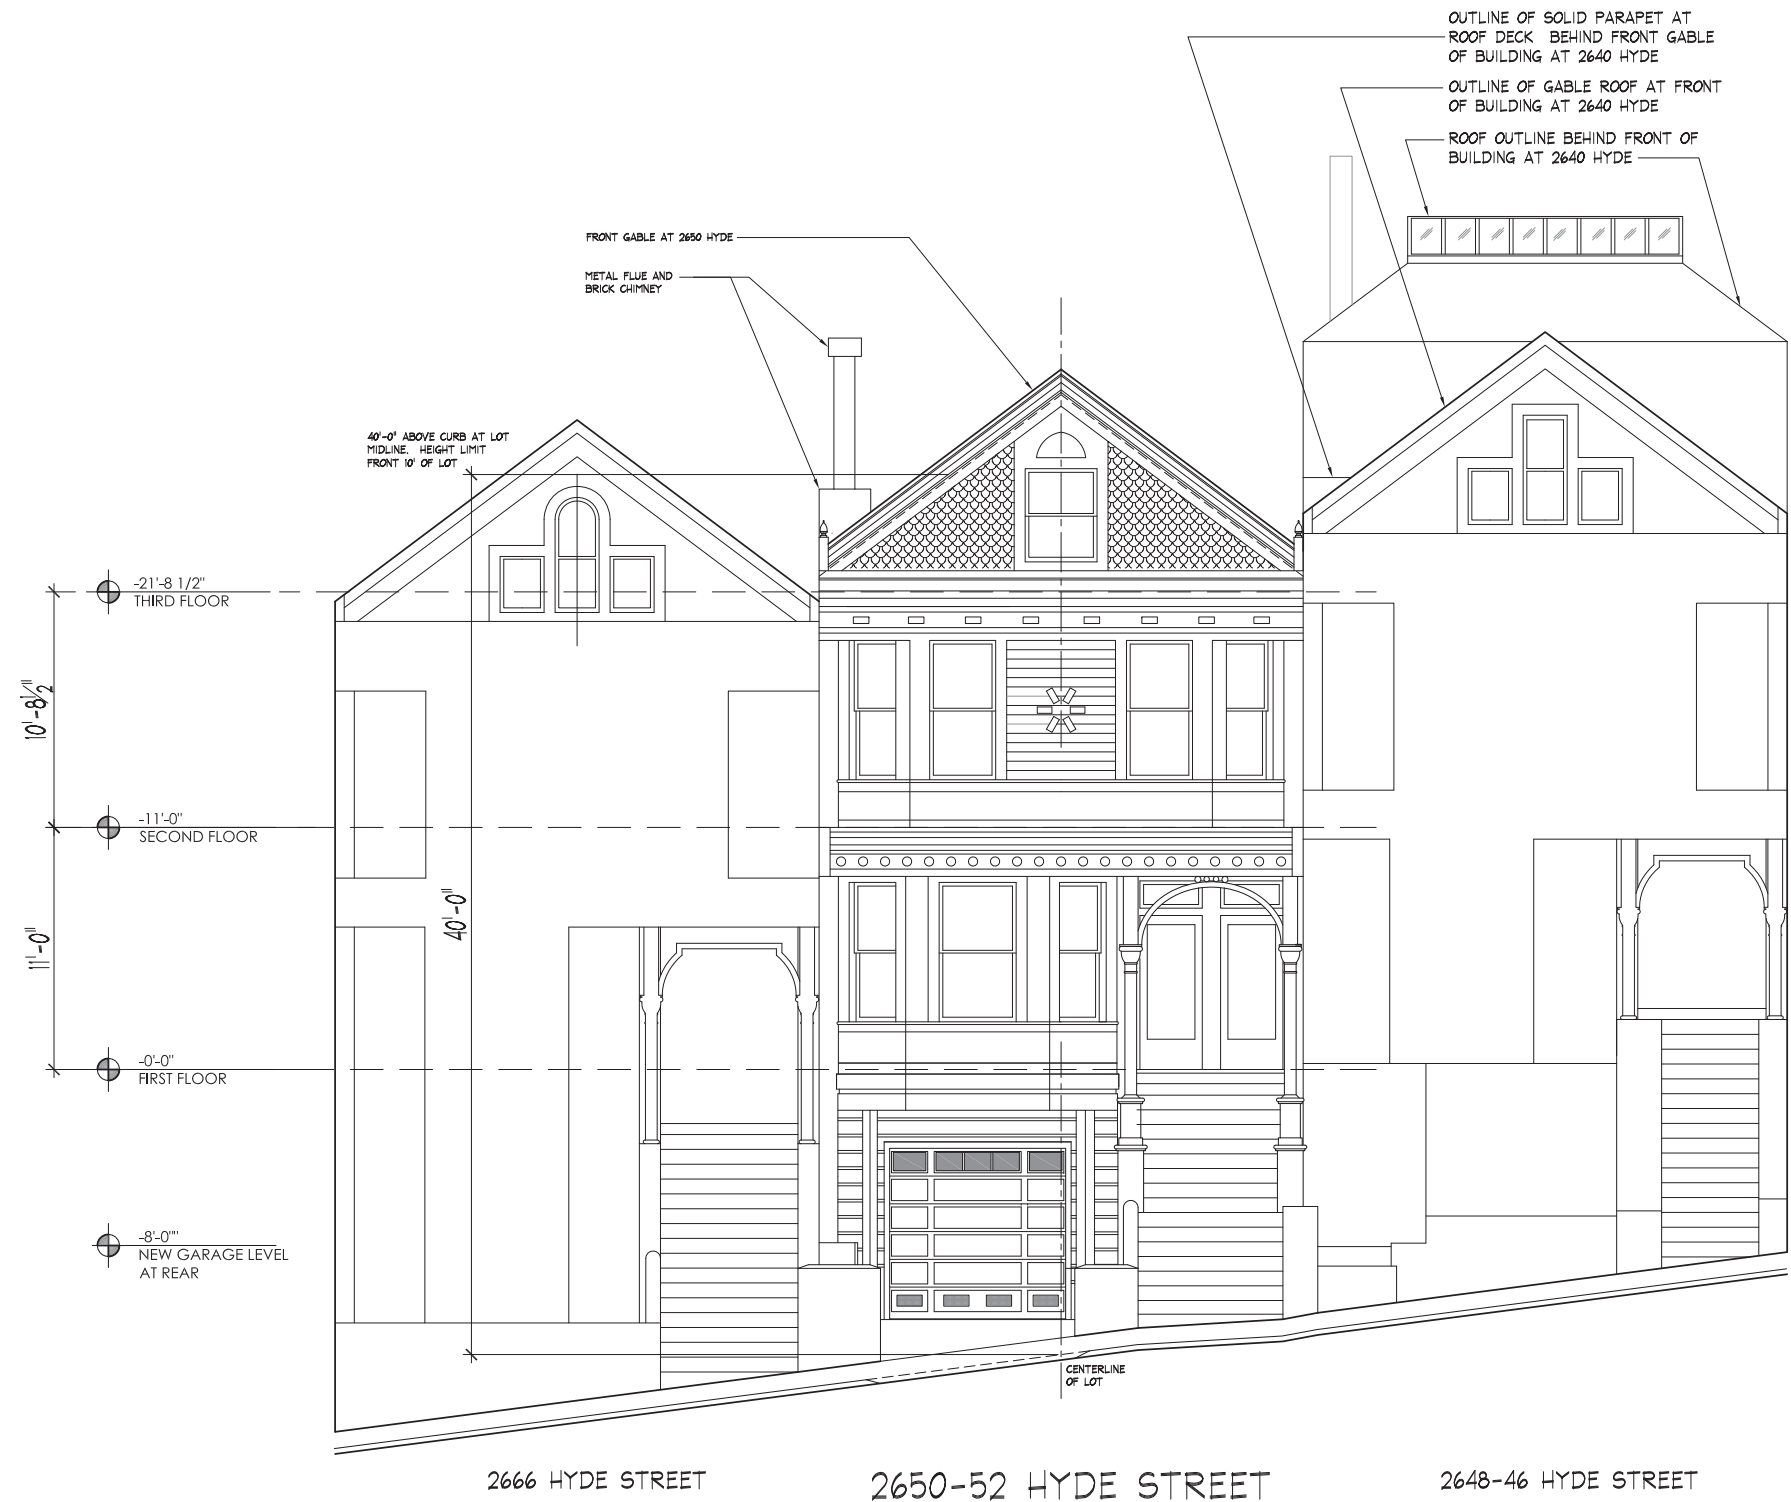 OUTLINE OF SOLID PARAPET AT
ROOF DECK BEHIND FRONT GABLE
OF BUILDING AT 2640 HYDE
OUTLINE OF GABLE ROOF AT FRONT
OF BUILDING AT 2640 HYDE
ROOF OUTLINE BEHIND FRONT OF
BUILDING AT 2640 HYDE
FRONT GABLE AT 2650 HYDE
METAL FLUE AND
BRICK CHIMNEY
40'-0" ABOVE CURB AT LOT
MIDLINE. HEIGHT LIMIT
FRONT 10' OF LOT
-21'-8 1/2"
THIRD FLOOR
10'-8 1/2"
-11'-0"
SECOND FLOOR
40'-0"
11'-0"
-0'-0"
FIRST FLOOR
-8'-0""
NEW GARAGE LEVEL
AT REAR
CENTERLINE
OF LOT
2666 HYDE STREET
2650-52 HYDE STREET
2648-46 HYDE STREET